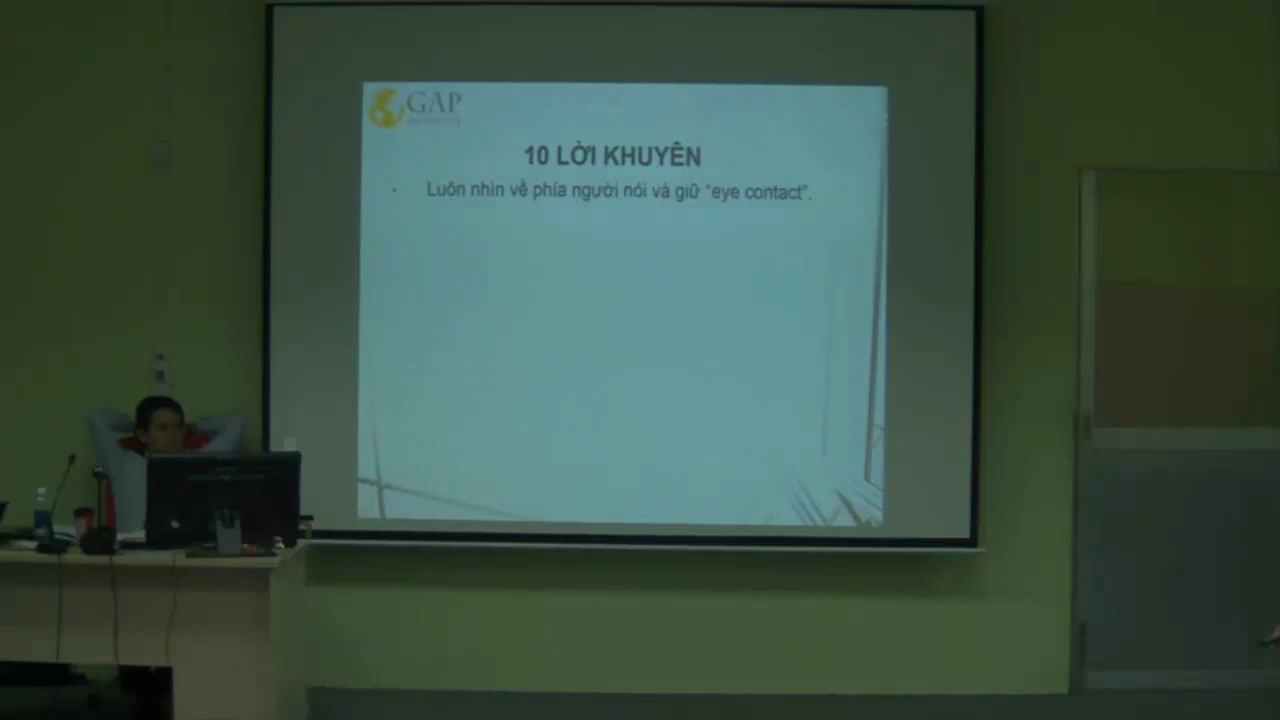 GAP
10 LỜI KHUYÊN
- Luôn nhìn về phía người nói và giữ “eye contact”.